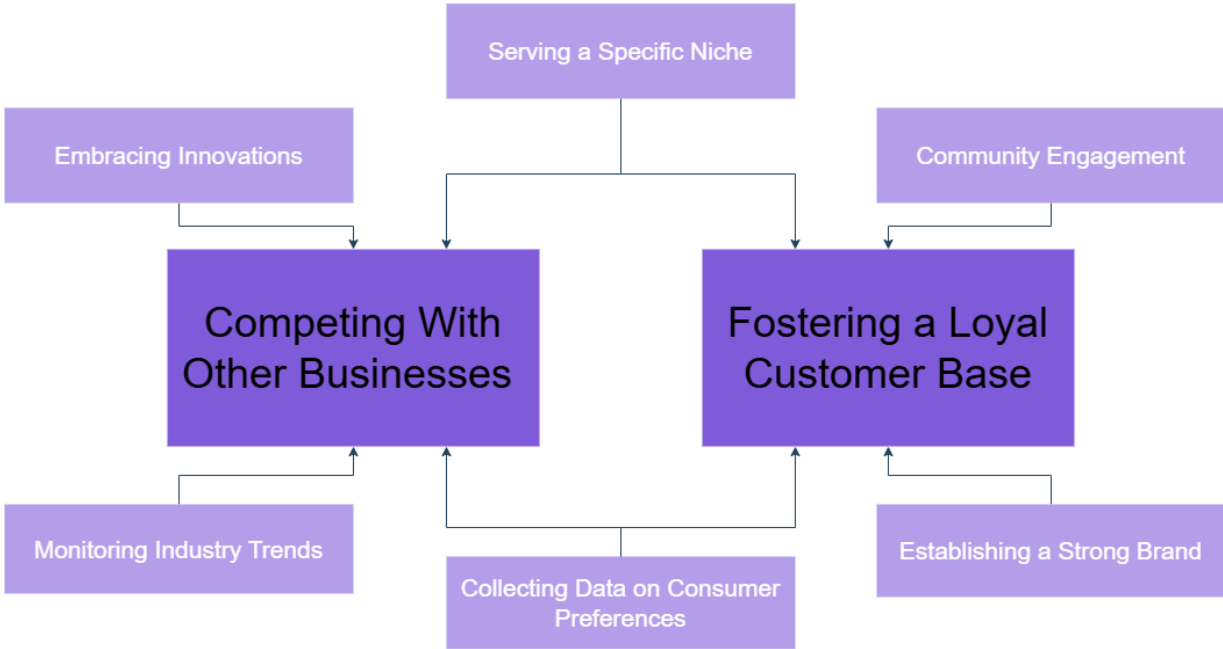 Serving a Specific Niche
Embracing Innovations
Community Engagement
Competing With
Other Businesses
Fostering a Loyal
Customer Base
Monitoring Industry Trends
Establishing a Strong Brand
Collecting Data on Consumer
Preferences